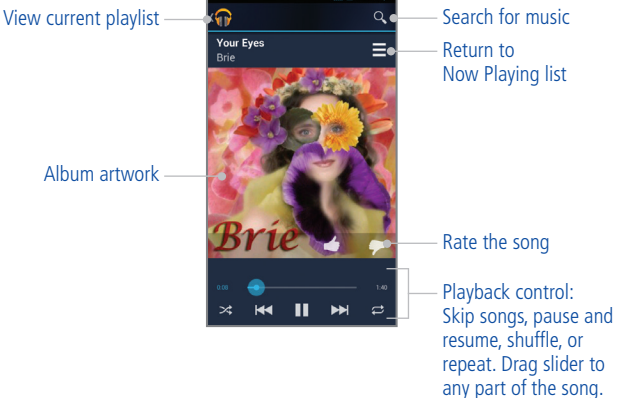 View current playlist
Search for music
Your Eyes
Brie
Return to
Now Playing list
Album artwork
Brie
Rate the song
0:08
1:40
Playback control:
Skip songs, pause and
resume, shuffle, or
repeat. Drag slider to
any part of the song.